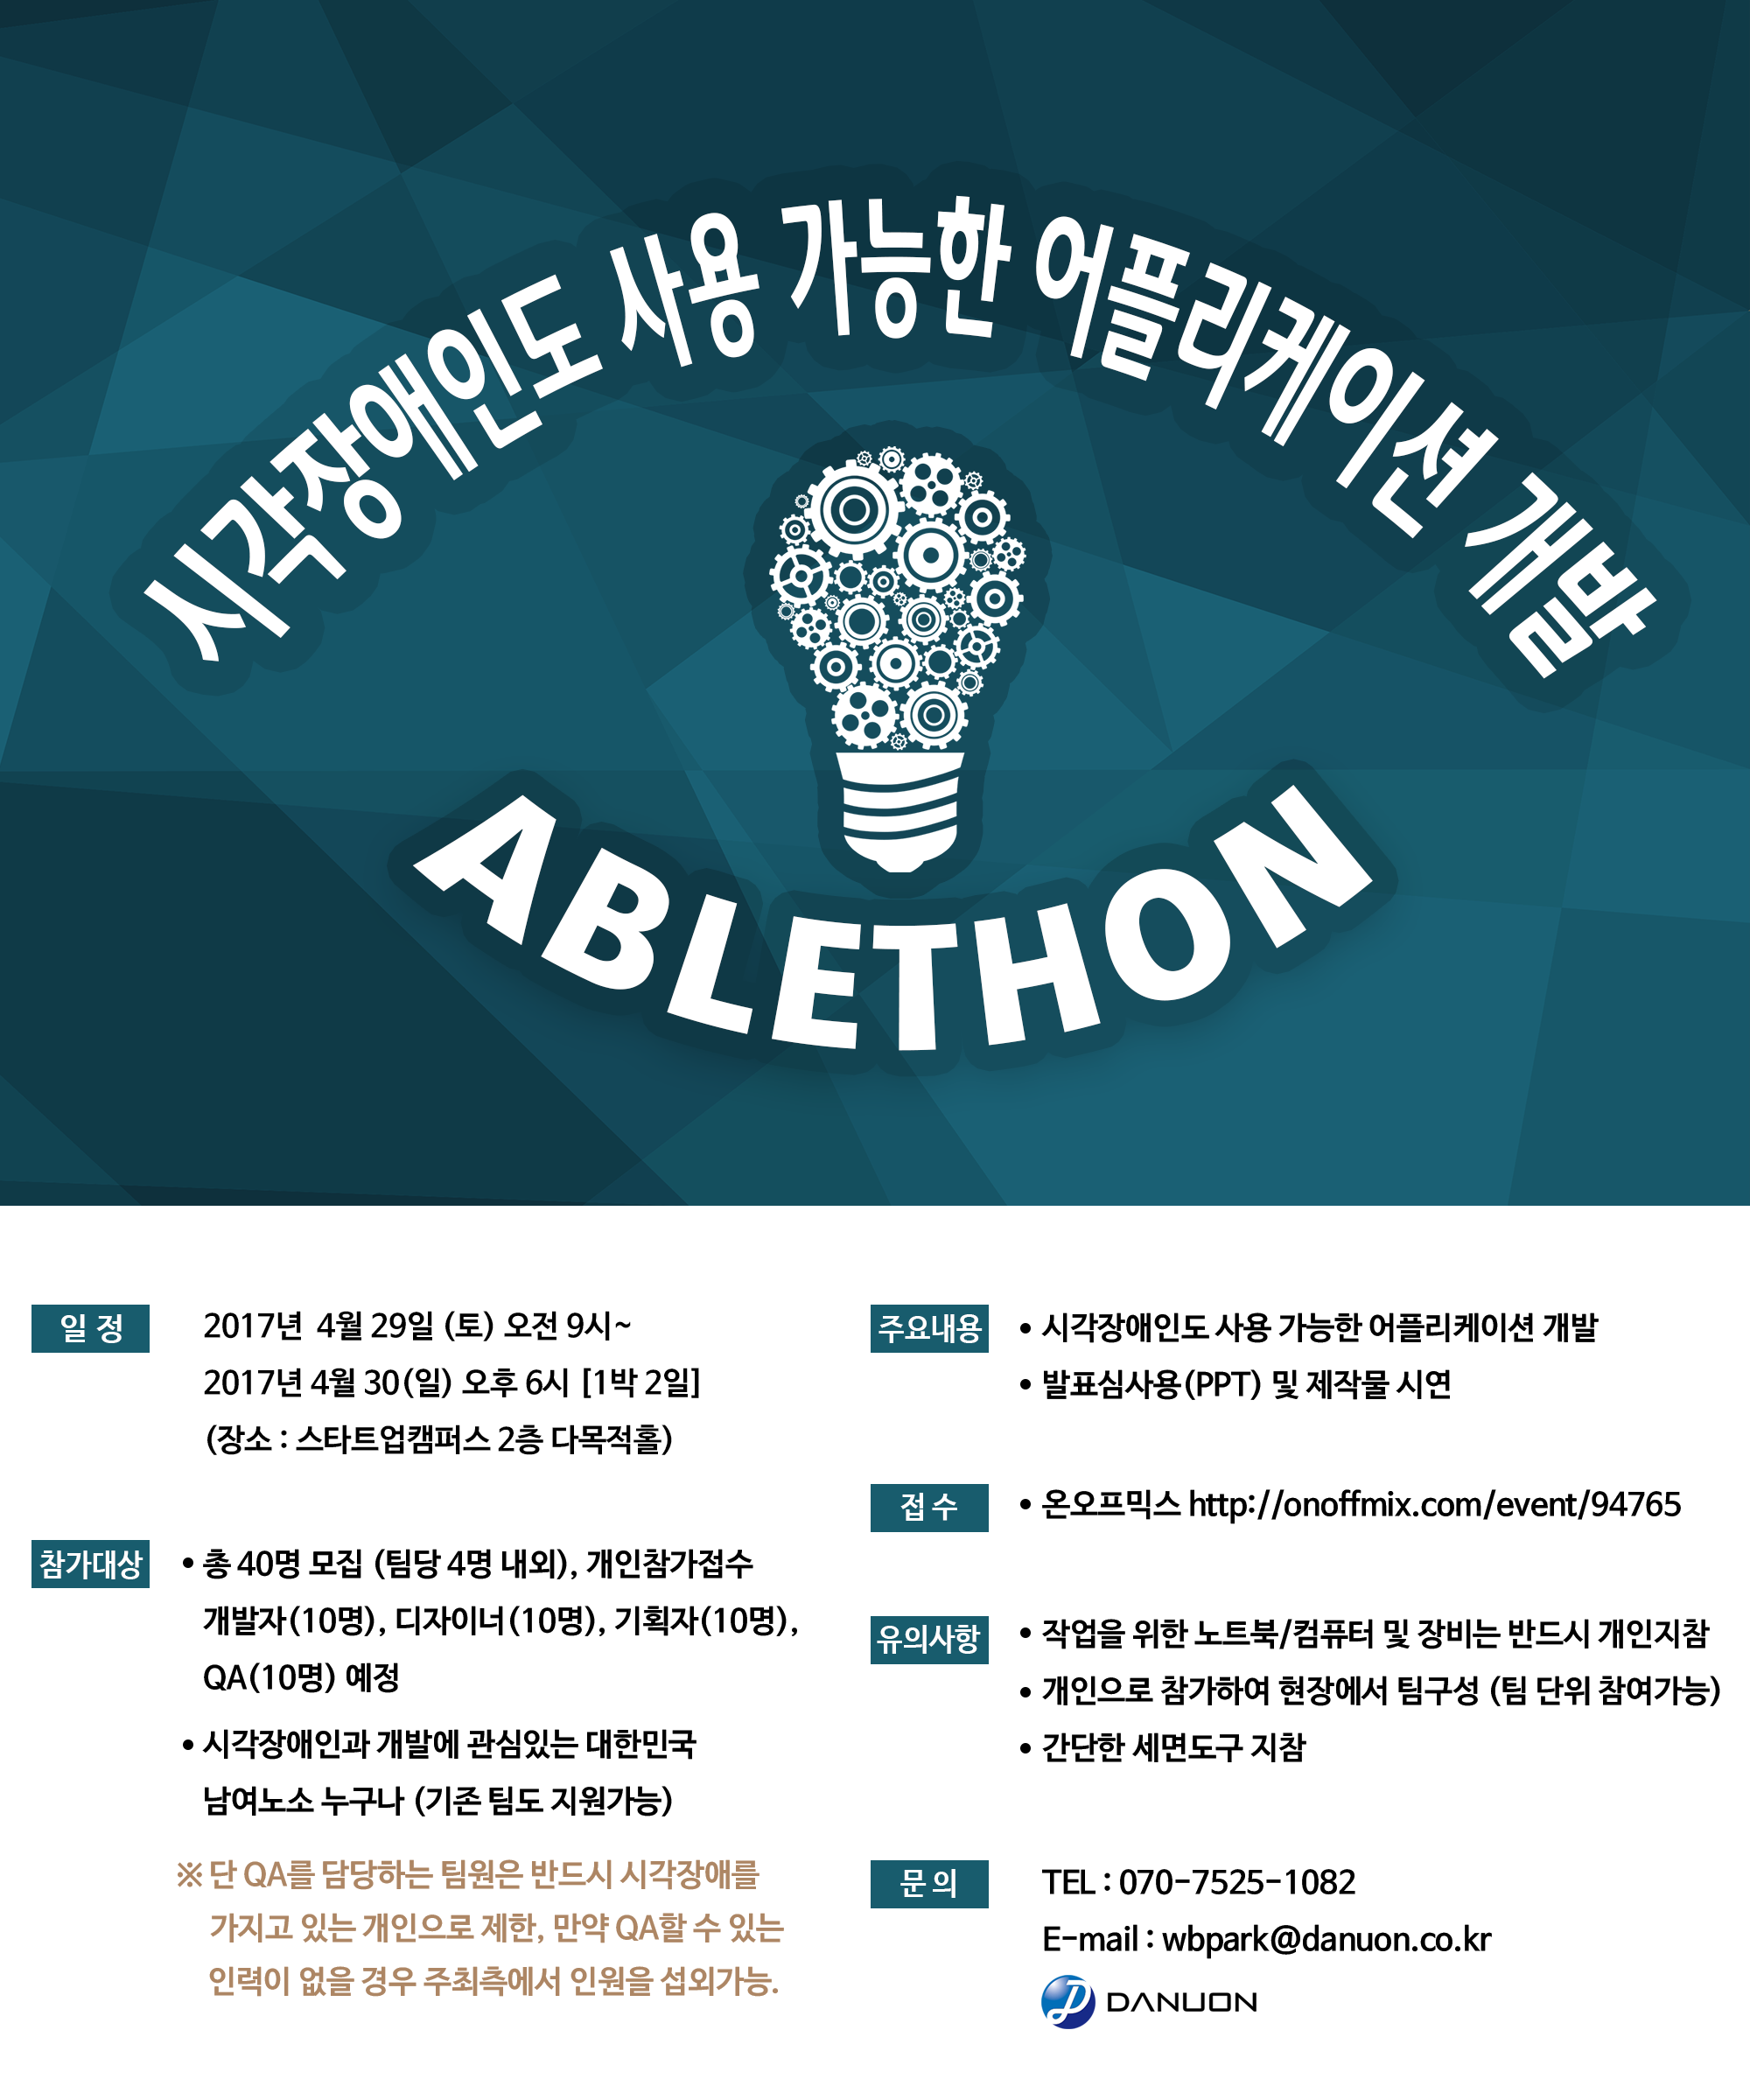 시각장애인도 사용 가능한 어플리케이션 개발
ABLETHON
일 정
2017년 4월 29일 (토) 오전 9시~
2017년 4월 30(일) 오후 6시 [1박 2일]
(장소 : 스타트업캠퍼스 2층 다목적홀)
참가대상
• 총 40명 모집 (팀당 4명 내외), 개인참가접수
개발자(10명), 디자이너(10명), 기획자(10명),
QA(10명) 예정
• 시각장애인과 개발에 관심있는 대한민국
남여노소 누구나 (기존 팀도 지원가능)
※ 단 QA를 담당하는 팀원은 반드시 시각장애를
가지고 있는 개인으로 제한, 만약 QA할 수 있는
인력이 없을 경우 주최측에서 인원을 섭외가능.
주요내용
• 시각장애인도 사용 가능한 어플리케이션 개발
• 발표심사용(PPT) 및 제작물 시연
접 수
• 온오프믹스 http://onoffmix.com/event/94765
유의사항
• 작업을 위한 노트북/컴퓨터 및 장비는 반드시 개인지참
• 개인으로 참가하여 현장에서 팀구성 (팀 단위 참여가능)
• 간단한 세면도구 지참
문 의
TEL : 070-7525-1082
E-mail : wbpark@danuon.co.kr
DANUON